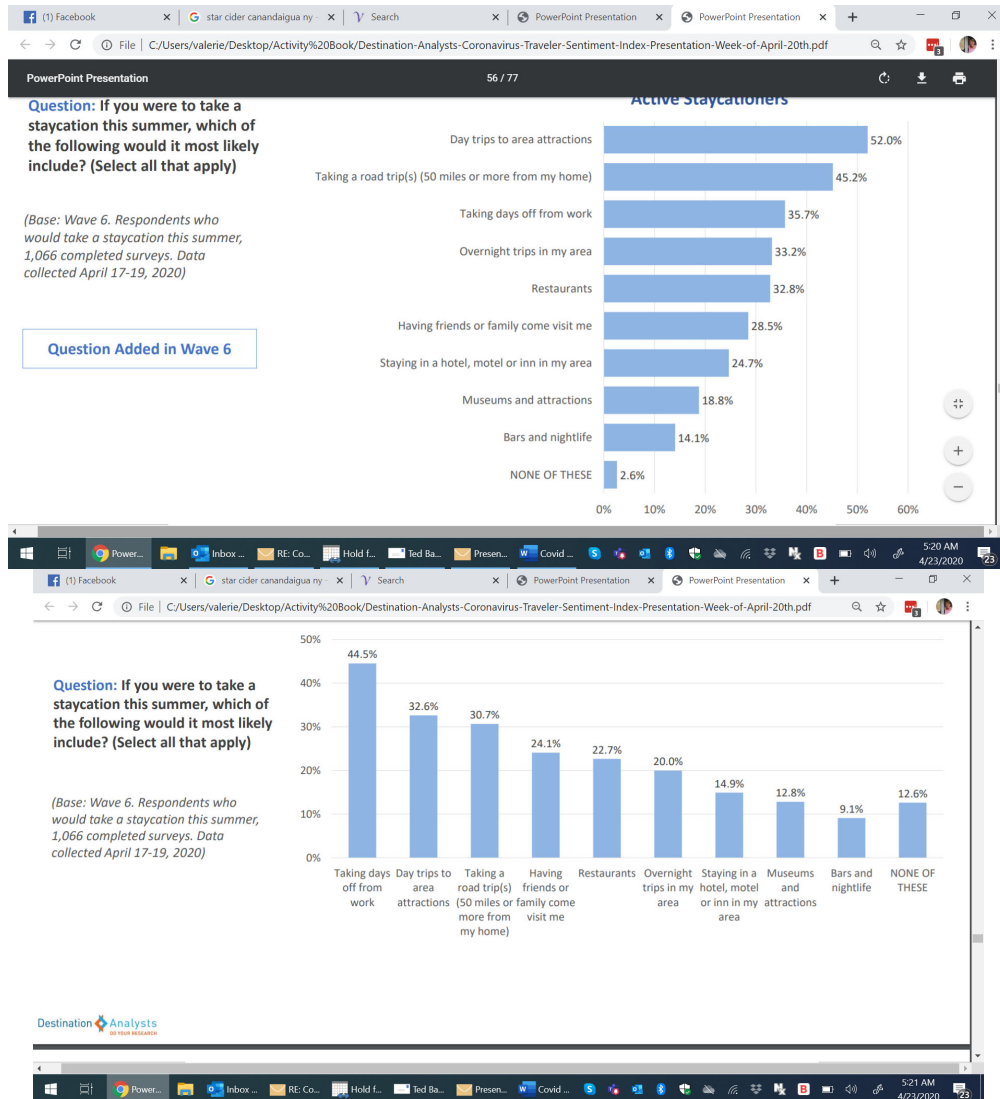 (1) Facebook
star cider canandaigua ny -
Search
PowerPoint Presentation
PowerPoint Presentation
File | C:/Users/valerie/Desktop/Activity%20Book/Destination-Analysts-Coronavirus-Traveler-Sentiment-Index-Presentation-Week-of-April-20th.pdf
3
PowerPoint Presentation
56 / 77
Active Staycationers
Question: If you were to take a
staycation this summer, which of
the following would it most likely
include? (Select all that apply)
(Base: Wave 6. Respondents who
would take a staycation this summer,
1,066 completed surveys. Data
collected April 17-19, 2020)
Question Added in Wave 6
Day trips to area attractions 52.0%
Taking a road trip(s) (50 miles or more from my home) 45.2%
Taking days off from work 35.7%
Overnight trips in my area 33.2%
Restaurants 32.8%
Having friends or family come visit me 28.5%
Staying in a hotel, motel or inn in my area 24.7%
Museums and attractions 18.8%
Bars and nightlife 14.1%
NONE OF THESE 2.6%
0% 10% 20% 30% 40% 50% 60%
Power... Inbox ... RE: Co... Hold f... Ted Ba... Presen... Covid ...
5:20 AM
4/23/2020
23
(1) Facebook
star cider canandaigua ny -
Search
PowerPoint Presentation
PowerPoint Presentation
File | C:/Users/valerie/Desktop/Activity%20Book/Destination-Analysts-Coronavirus-Traveler-Sentiment-Index-Presentation-Week-of-April-20th.pdf
3
Question: If you were to take a
staycation this summer, which of
the following would it most likely
include? (Select all that apply)
(Base: Wave 6. Respondents who
would take a staycation this summer,
1,066 completed surveys. Data
collected April 17-19, 2020)
50%
40%
30%
20%
10%
0%
44.5%
32.6%
30.7%
24.1%
22.7%
20.0%
14.9%
12.8%
9.1%
12.6%
Taking days
off from
work
Day trips to
area
attractions
Taking a
road trip(s)
(50 miles or
more from
my home)
Having
friends or
family come
visit me
Restaurants
Overnight
trips in my
area
Staying in a
hotel, motel
or inn in my
area
Museums
and
attractions
Bars and
nightlife
NONE OF
THESE
Destination Analysts
DO YOUR RESEARCH
Power... Inbox ... RE: Co... Hold f... Ted Ba... Presen... Covid ...
5:21 AM
4/23/2020
23